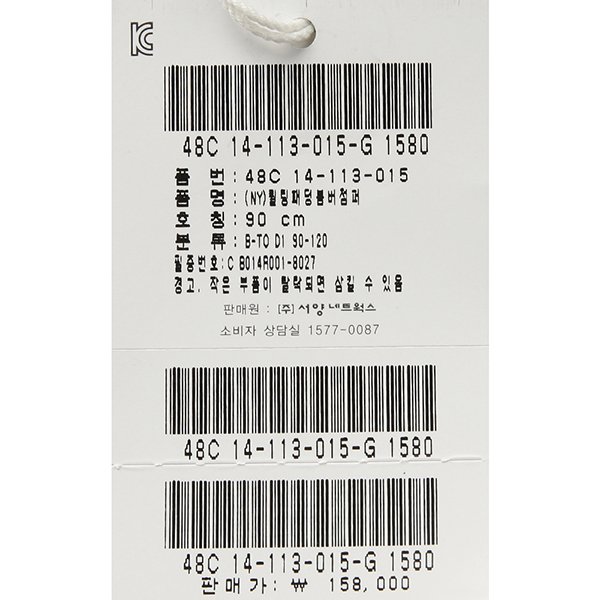 KC
48C 14-113-015-G 1580
품 번 : 48C 14-113-015
품 명 : (NY)퀼팅패딩봄버점퍼
호 칭 : 90 cm
분 류 : B-TO D1 90-120
필증번호: C B014R001-8027
경고, 작은 부품이 탈락되면 삼킬 수 있음
판매원 : (주) 서양네트웍스
소비자 상담실 1577-0087
48C 14-113-015-G 1580
48C 14-113-015-G 1580
판매가: ₩ 158,000